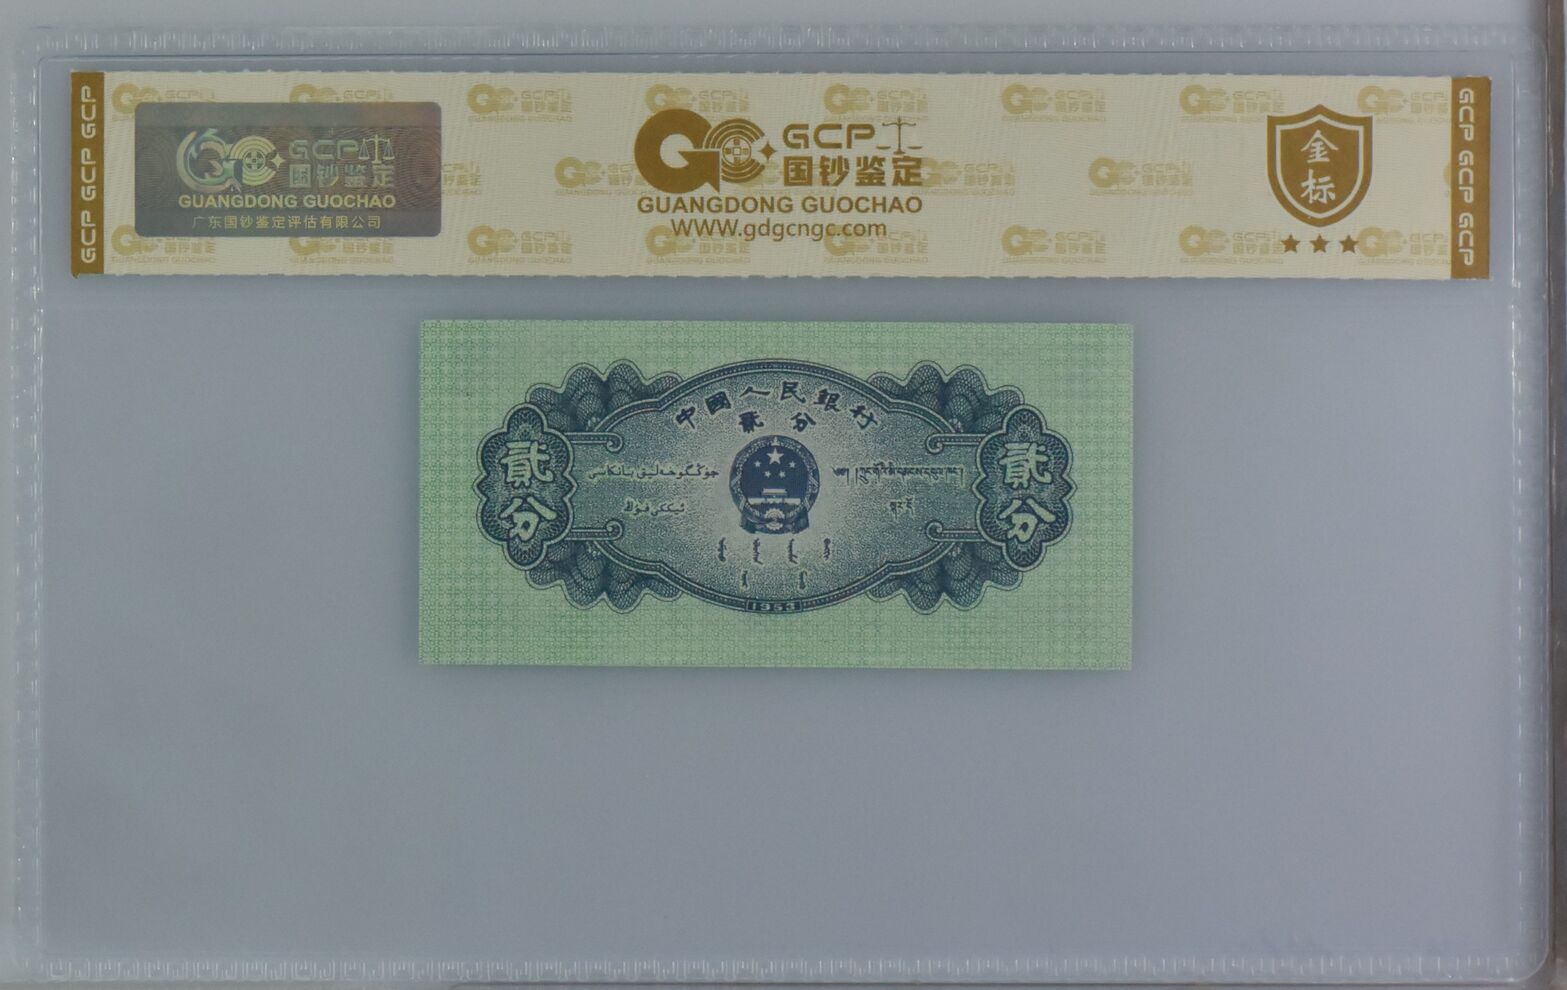 GCP GCP GCP
GCP
国钞鉴定
GUANGDONG GUOCHAO
广东国钞鉴定评估有限公司
GCP
国钞鉴定
GUANGDONG GUOCHAO
WWW.gdgcngc.com
金标
GCP GCP GCP
中國人民銀行
貳分
貳分
貳分
1953